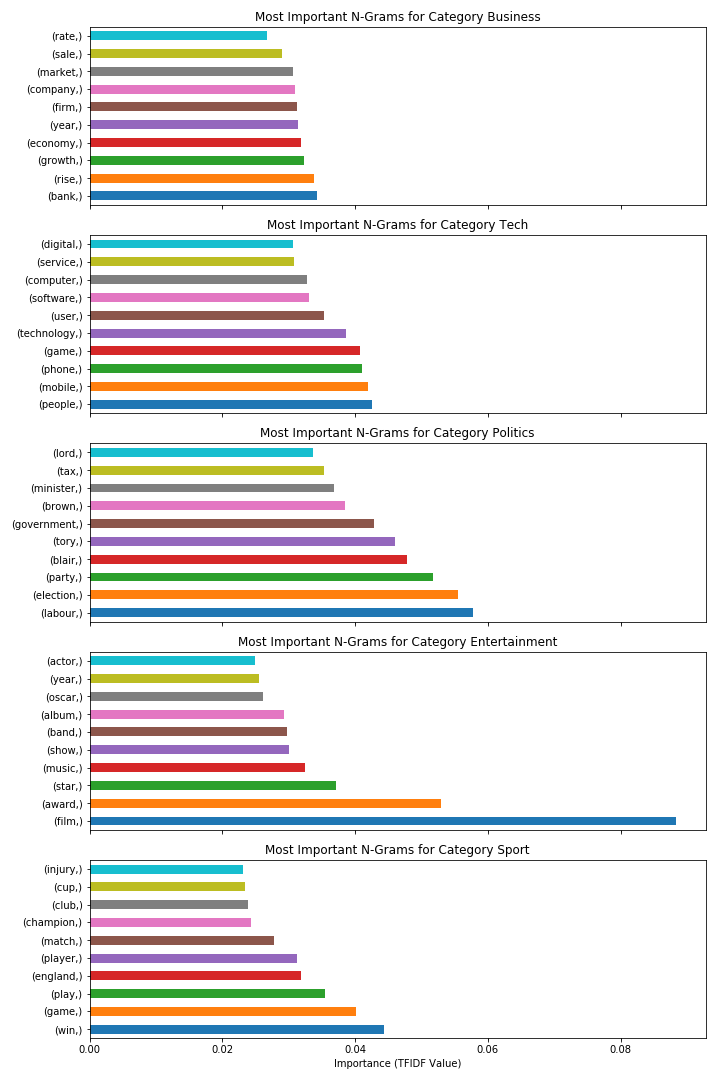 Most Important N-Grams for Category Business
(rate,)
(sale,)
(market,)
(company,)
(firm,)
(year,)
(economy,)
(growth,)
(rise,)
(bank,)
Most Important N-Grams for Category Tech
(digital,)
(service,)
(computer,)
(software,)
(user,)
(technology,)
(game,)
(phone,)
(mobile,)
(people,)
Most Important N-Grams for Category Politics
(lord,)
(tax,)
(minister,)
(brown,)
(government,)
(tory,)
(blair,)
(party,)
(election,)
(labour,)
Most Important N-Grams for Category Entertainment
(actor,)
(year,)
(oscar,)
(album,)
(band,)
(show,)
(music,)
(star,)
(award,)
(film,)
Most Important N-Grams for Category Sport
(injury,)
(cup,)
(club,)
(champion,)
(match,)
(player,)
(england,)
(play,)
(game,)
(win,)
0.00 0.02 0.04 0.06 0.08
Importance (TFIDF Value)